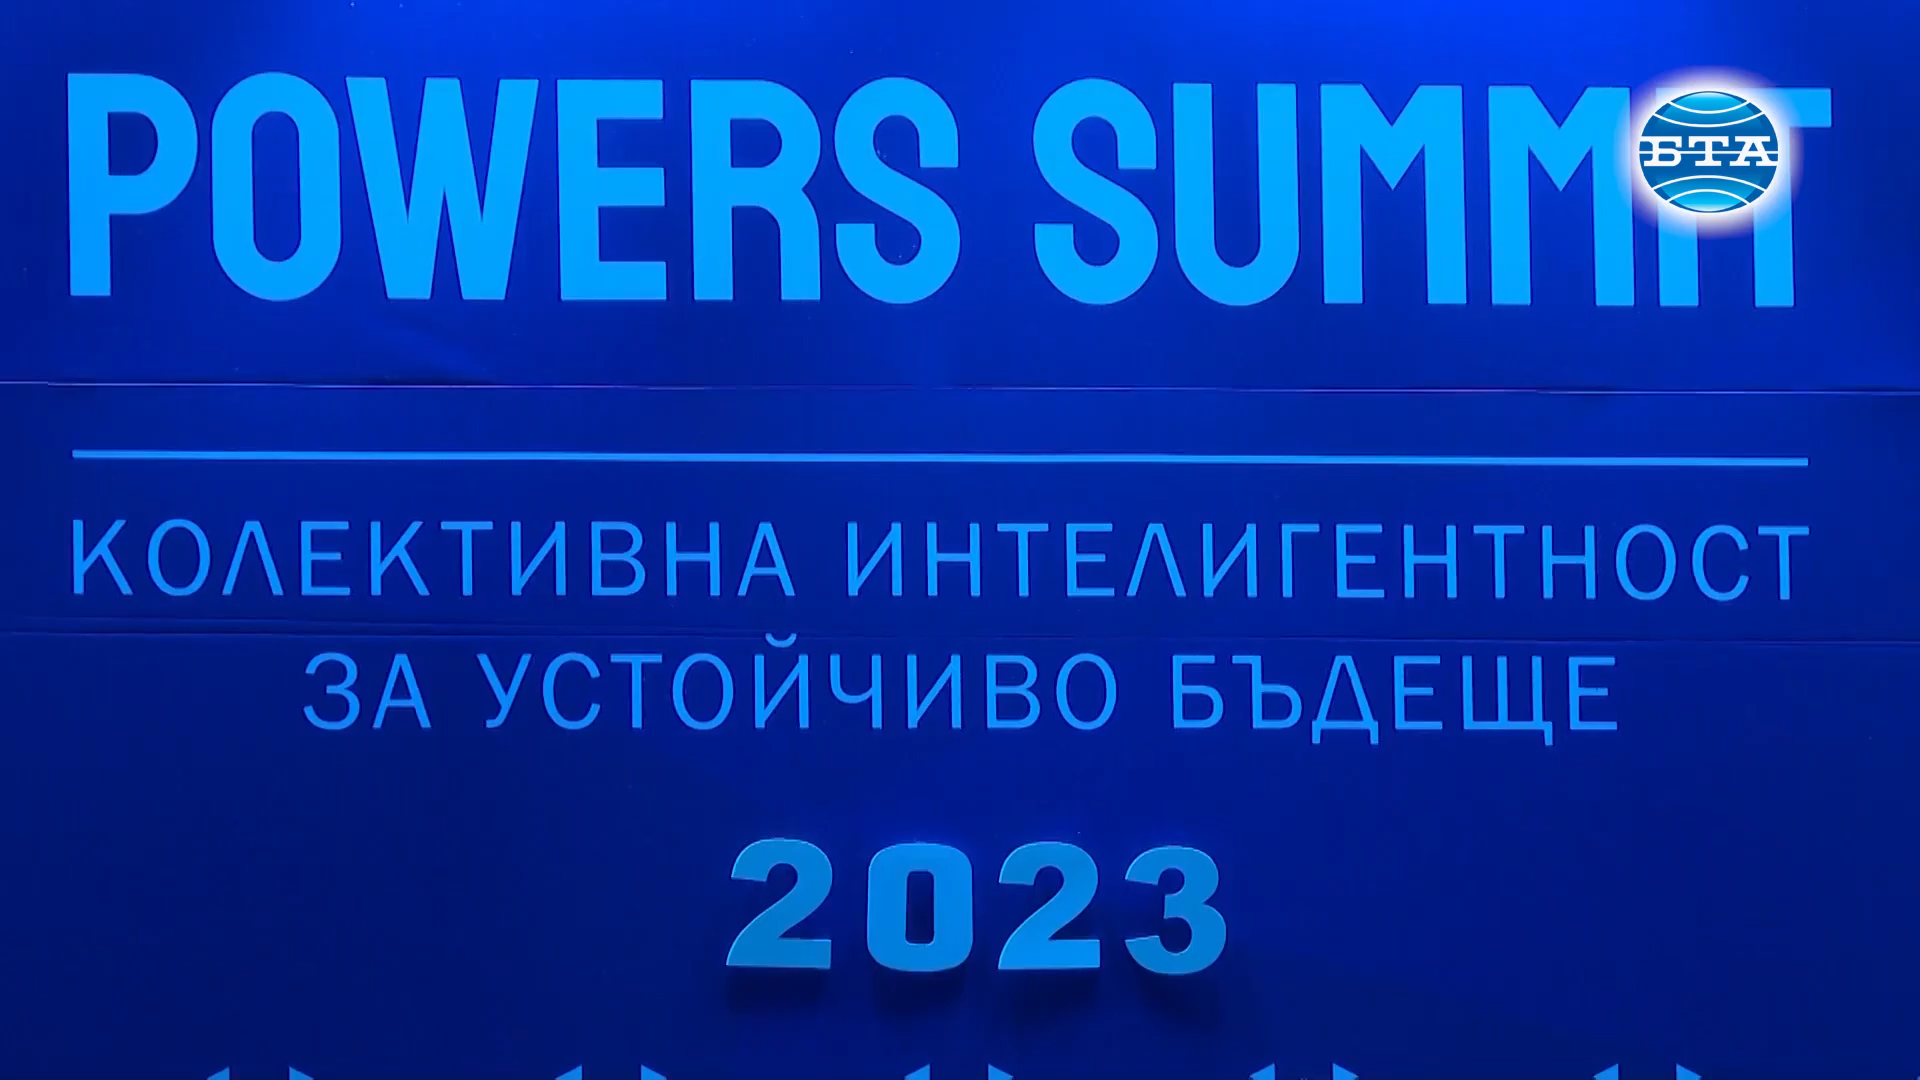 POWERS SUMMIT
БТА
КОЛЕКТИВНА ИНТЕЛИГЕНТНОСТ
ЗА УСТОЙЧИВО БЪДЕЩЕ
2023